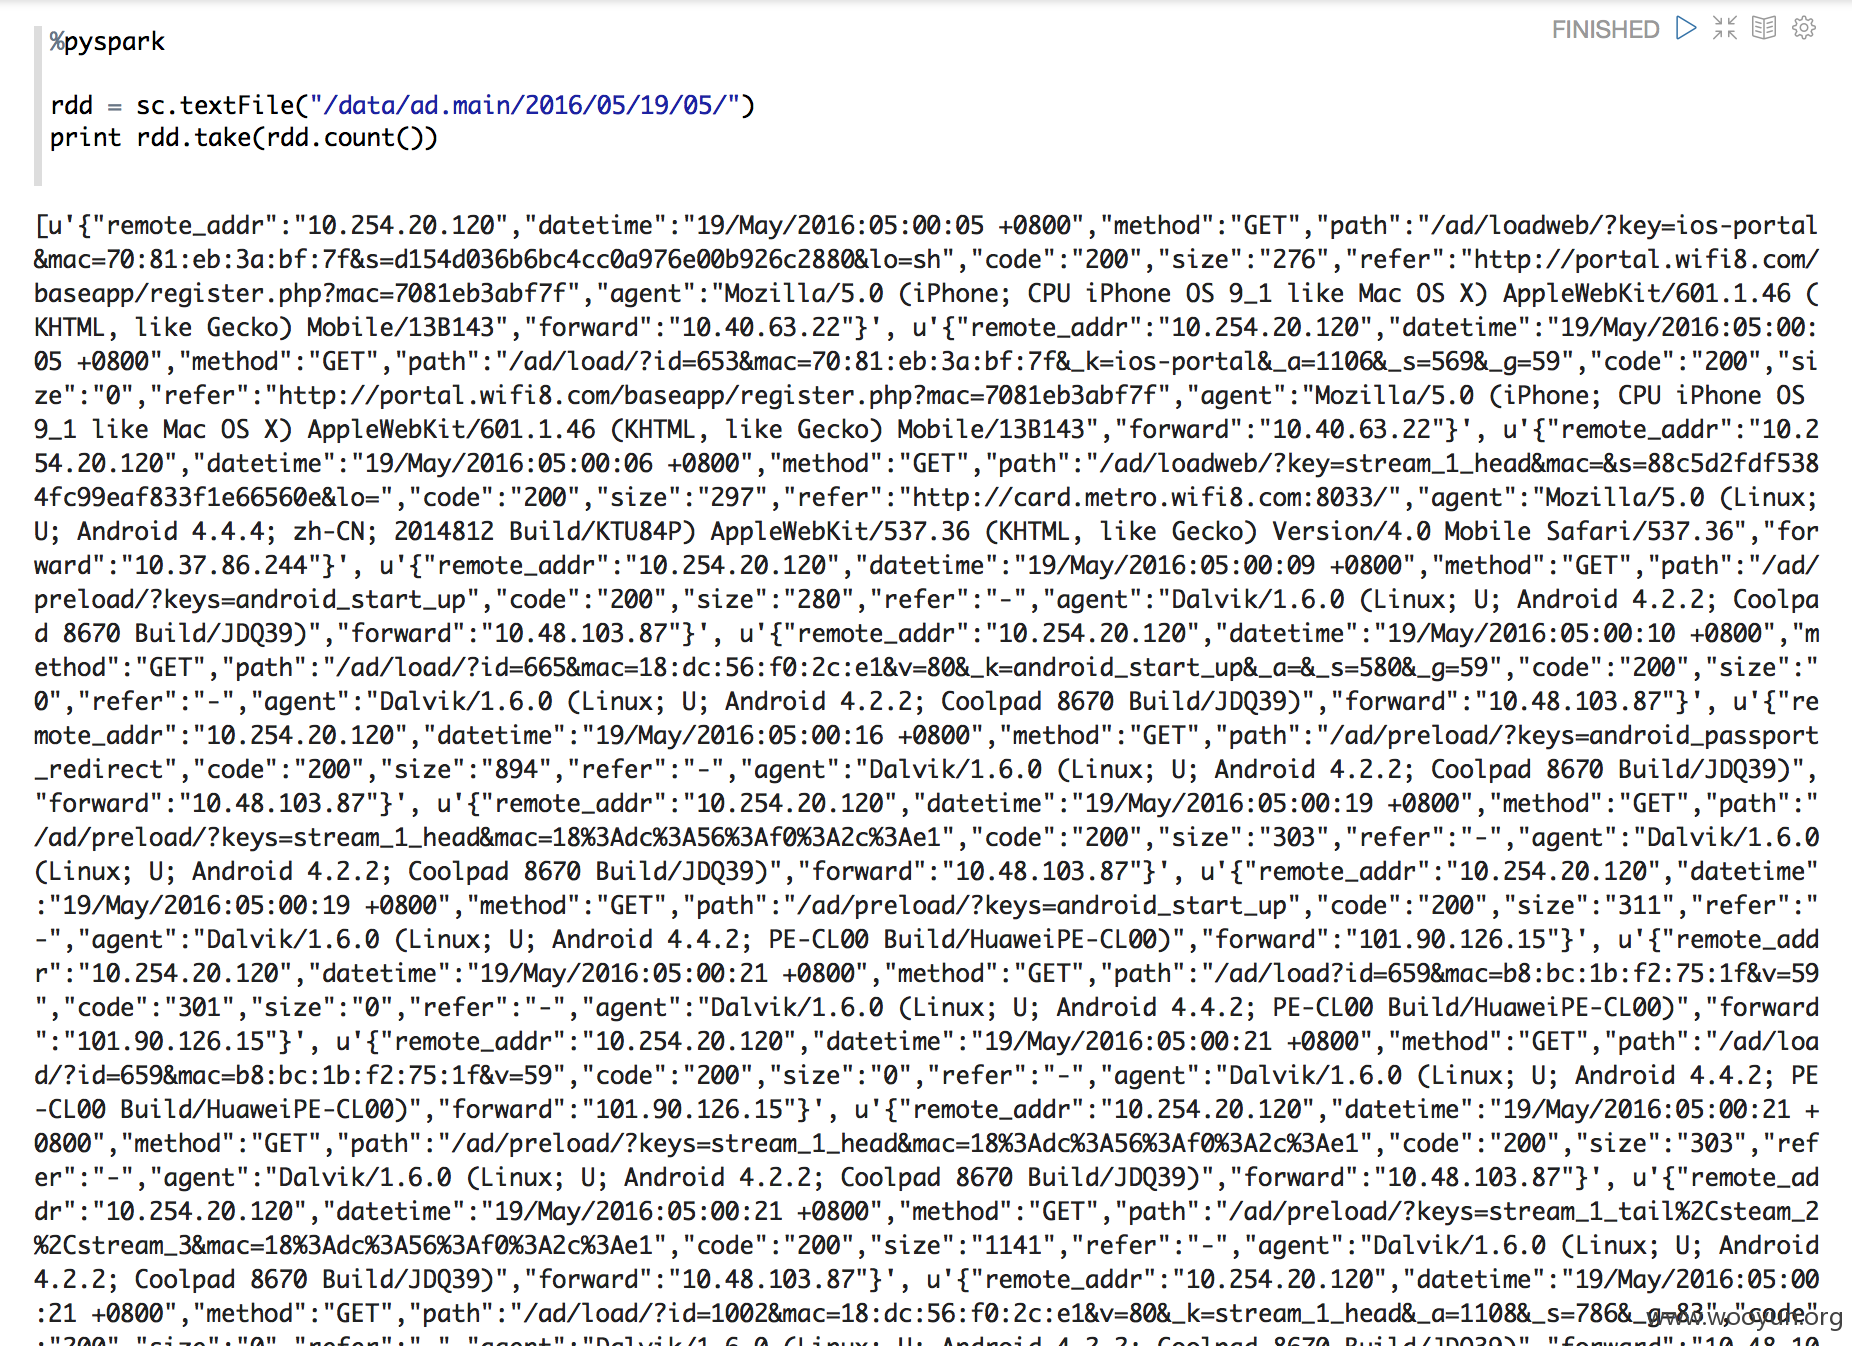 %pyspark
FINISHED
rdd = sc.textFile("/data/ad.main/2016/05/19/05/")
print rdd.take(rdd.count())
[u'{"remote_addr":"10.254.20.120","datetime":"19/May/2016:05:00:05 +0800","method":"GET","path":"/ad/loadweb/?key=ios-portal
&mac=70:81:eb:3a:bf:7f&s=d154d036b6bc4cc0a976e00b926c2880&lo=sh","code":"200","size":"276","refer":"http://portal.wifi8.com/
baseapp/register.php?mac=7081eb3abf7f","agent":"Mozilla/5.0 (iPhone; CPU iPhone OS 9_1 like Mac OS X) AppleWebKit/601.1.46 (
KHTML, like Gecko) Mobile/13B143","forward":"10.40.63.22"}', u'{"remote_addr":"10.254.20.120","datetime":"19/May/2016:05:00:
05 +0800","method":"GET","path":"/ad/load/?id=653&mac=70:81:eb:3a:bf:7f&_k=ios-portal&_a=1106&_s=569&_g=59","code":"200","si
ze":"0","refer":"http://portal.wifi8.com/baseapp/register.php?mac=7081eb3abf7f","agent":"Mozilla/5.0 (iPhone; CPU iPhone OS
9_1 like Mac OS X) AppleWebKit/601.1.46 (KHTML, like Gecko) Mobile/13B143","forward":"10.40.63.22"}', u'{"remote_addr":"10.2
54.20.120","datetime":"19/May/2016:05:00:06 +0800","method":"GET","path":"/ad/loadweb/?key=stream_1_head&mac=&s=88c5d2fdf538
4fc99eaf833f1e66560e&lo=","code":"200","size":"297","refer":"http://card.metro.wifi8.com:8033/","agent":"Mozilla/5.0 (Linux;
U; Android 4.4.4; zh-CN; 2014812 Build/KTU84P) AppleWebKit/537.36 (KHTML, like Gecko) Version/4.0 Mobile Safari/537.36","for
ward":"10.37.86.244"}', u'{"remote_addr":"10.254.20.120","datetime":"19/May/2016:05:00:09 +0800","method":"GET","path":"/ad/
preload/?keys=android_start_up","code":"200","size":"280","refer":"-","agent":"Dalvik/1.6.0 (Linux; U; Android 4.2.2; Coolpa
d 8670 Build/JDQ39)","forward":"10.48.103.87"}', u'{"remote_addr":"10.254.20.120","datetime":"19/May/2016:05:00:10 +0800","m
ethod":"GET","path":"/ad/load/?id=665&mac=18:dc:56:f0:2c:e1&v=80&_k=android_start_up&_a=&_s=580&_g=59","code":"200","size":"
0","refer":"-","agent":"Dalvik/1.6.0 (Linux; U; Android 4.2.2; Coolpad 8670 Build/JDQ39)","forward":"10.48.103.87"}', u'{"re
mote_addr":"10.254.20.120","datetime":"19/May/2016:05:00:16 +0800","method":"GET","path":"/ad/preload/?keys=android_passport
_redirect","code":"200","size":"894","refer":"-","agent":"Dalvik/1.6.0 (Linux; U; Android 4.2.2; Coolpad 8670 Build/JDQ39)",
"forward":"10.48.103.87"}', u'{"remote_addr":"10.254.20.120","datetime":"19/May/2016:05:00:19 +0800","method":"GET","path":"
/ad/preload/?keys=stream_1_head&mac=18%3Adc%3A56%3Af0%3A2c%3Ae1","code":"200","size":"303","refer":"-","agent":"Dalvik/1.6.0
(Linux; U; Android 4.2.2; Coolpad 8670 Build/JDQ39)","forward":"10.48.103.87"}', u'{"remote_addr":"10.254.20.120","datetime"
:"19/May/2016:05:00:19 +0800","method":"GET","path":"/ad/preload/?keys=android_start_up","code":"200","size":"311","refer":"
-","agent":"Dalvik/1.6.0 (Linux; U; Android 4.4.2; PE-CL00 Build/HuaweiPE-CL00)","forward":"101.90.126.15"}', u'{"remote_add
r":"10.254.20.120","datetime":"19/May/2016:05:00:21 +0800","method":"GET","path":"/ad/load?id=659&mac=b8:bc:1b:f2:75:1f&v=59
","code":"301","size":"0","refer":"-","agent":"Dalvik/1.6.0 (Linux; U; Android 4.4.2; PE-CL00 Build/HuaweiPE-CL00)","forward
":"101.90.126.15"}', u'{"remote_addr":"10.254.20.120","datetime":"19/May/2016:05:00:21 +0800","method":"GET","path":"/ad/loa
d/?id=659&mac=b8:bc:1b:f2:75:1f&v=59","code":"200","size":"0","refer":"-","agent":"Dalvik/1.6.0 (Linux; U; Android 4.4.2; PE
-CL00 Build/HuaweiPE-CL00)","forward":"101.90.126.15"}', u'{"remote_addr":"10.254.20.120","datetime":"19/May/2016:05:00:21 +
0800","method":"GET","path":"/ad/preload/?keys=stream_1_head&mac=18%3Adc%3A56%3Af0%3A2c%3Ae1","code":"200","size":"303","ref
er":"-","agent":"Dalvik/1.6.0 (Linux; U; Android 4.2.2; Coolpad 8670 Build/JDQ39)","forward":"10.48.103.87"}', u'{"remote_ad
dr":"10.254.20.120","datetime":"19/May/2016:05:00:21 +0800","method":"GET","path":"/ad/preload/?keys=stream_1_tail%2Csteam_2
%2Cstream_3&mac=18%3Adc%3A56%3Af0%3A2c%3Ae1","code":"200","size":"1141","refer":"-","agent":"Dalvik/1.6.0 (Linux; U; Android
4.2.2; Coolpad 8670 Build/JDQ39)","forward":"10.48.103.87"}', u'{"remote_addr":"10.254.20.120","datetime":"19/May/2016:05:00
:21 +0800","method":"GET","path":"/ad/load/?id=1002&mac=18:dc:56:f0:2c:e1&v=80&_k=stream_1_head&_a=1108&_s=786&_g=83","code"
:"200","size":"0","refer":"-","agent":"Dalvik/1.6.0 (Linux; U; Android 4.2.2; Coolpad 8670 Build/JDQ39)","forward":"10.48.10
www.wooyun.org